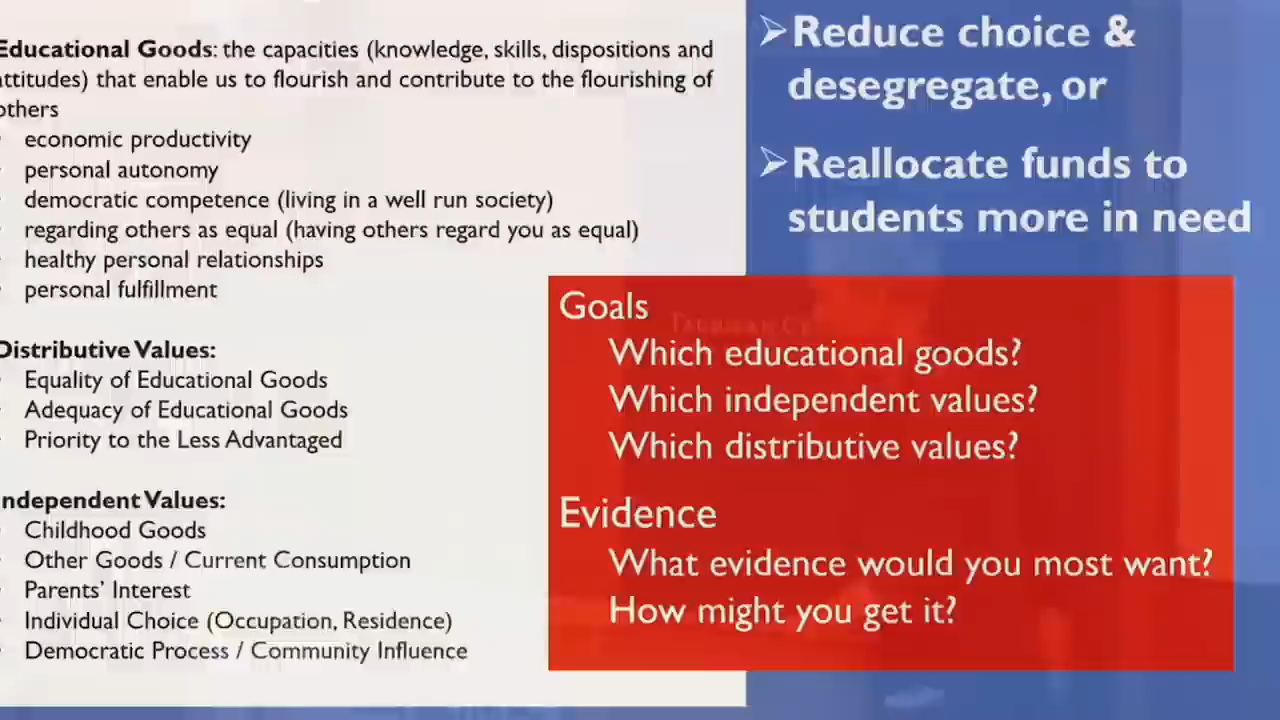 Educational Goods: the capacities (knowledge, skills, dispositions and
attitudes) that enable us to flourish and contribute to the flourishing of
others
economic productivity
personal autonomy
democratic competence (living in a well run society)
regarding others as equal (having others regard you as equal)
healthy personal relationships
personal fulfillment
Distributive Values:
Equality of Educational Goods
Adequacy of Educational Goods
Priority to the Less Advantaged
Independent Values:
Childhood Goods
Other Goods / Current Consumption
Parents' Interest
Individual Choice (Occupation, Residence)
Democratic Process / Community Influence
➢Reduce choice &
desegregate, or
➢Reallocate funds to
students more in need
Goals
Which educational goods?
Which independent values?
Which distributive values?
Evidence
What evidence would you most want?
How might you get it?